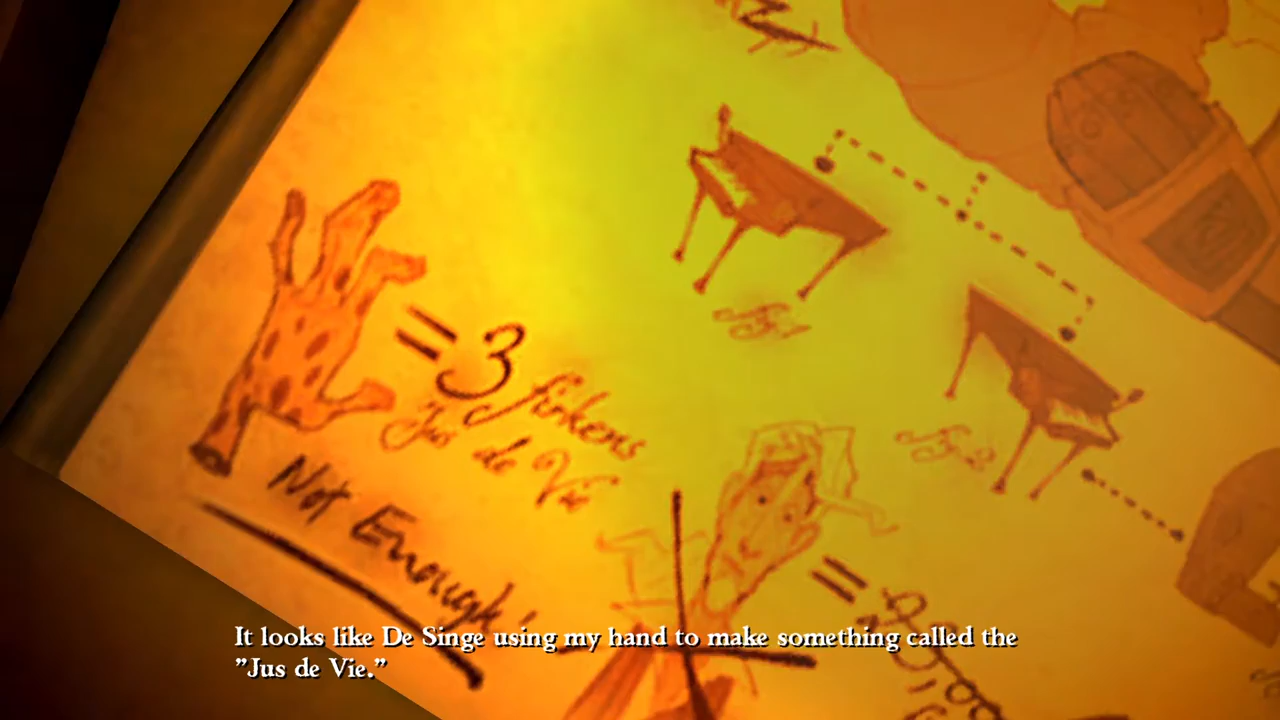 = 3 firkens
Jus de Vie
Not Enough!
=
It looks like De Singe using my hand to make something called the
"Jus de Vie."